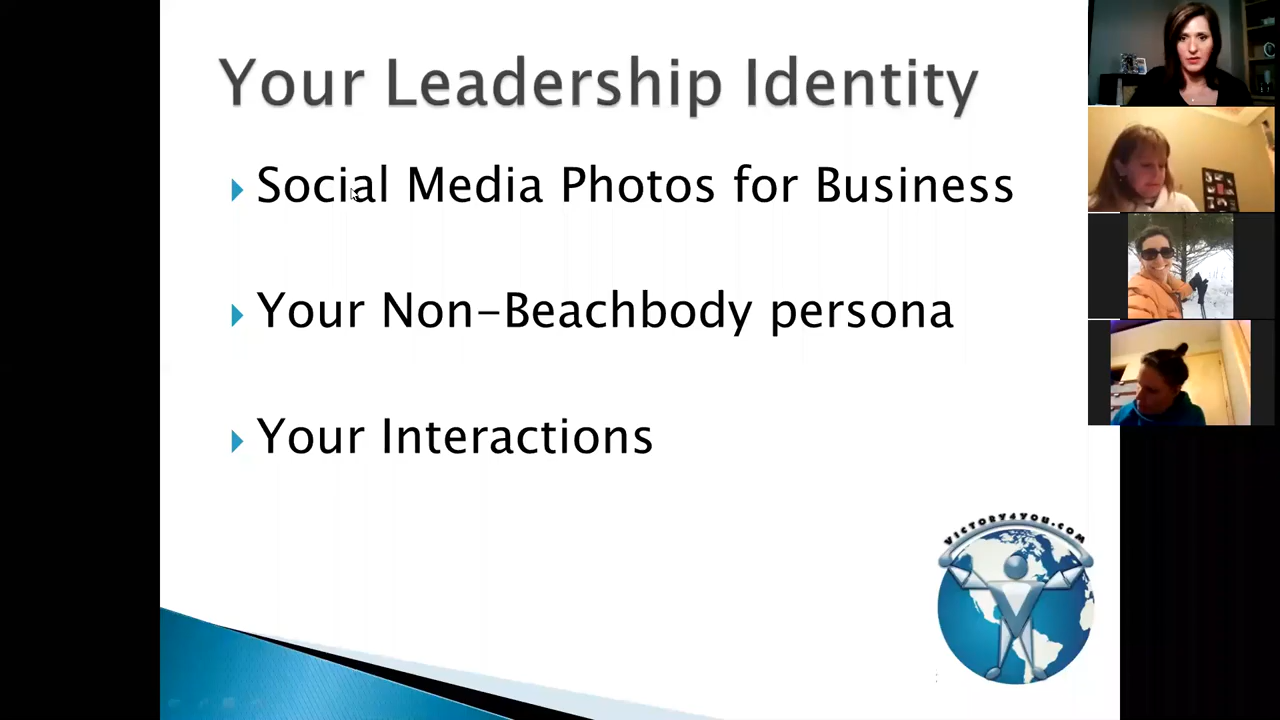 Your Leadership Identity
Social Media Photos for Business
Your Non-Beachbody persona
Your Interactions
VICTORY4YOU.COM